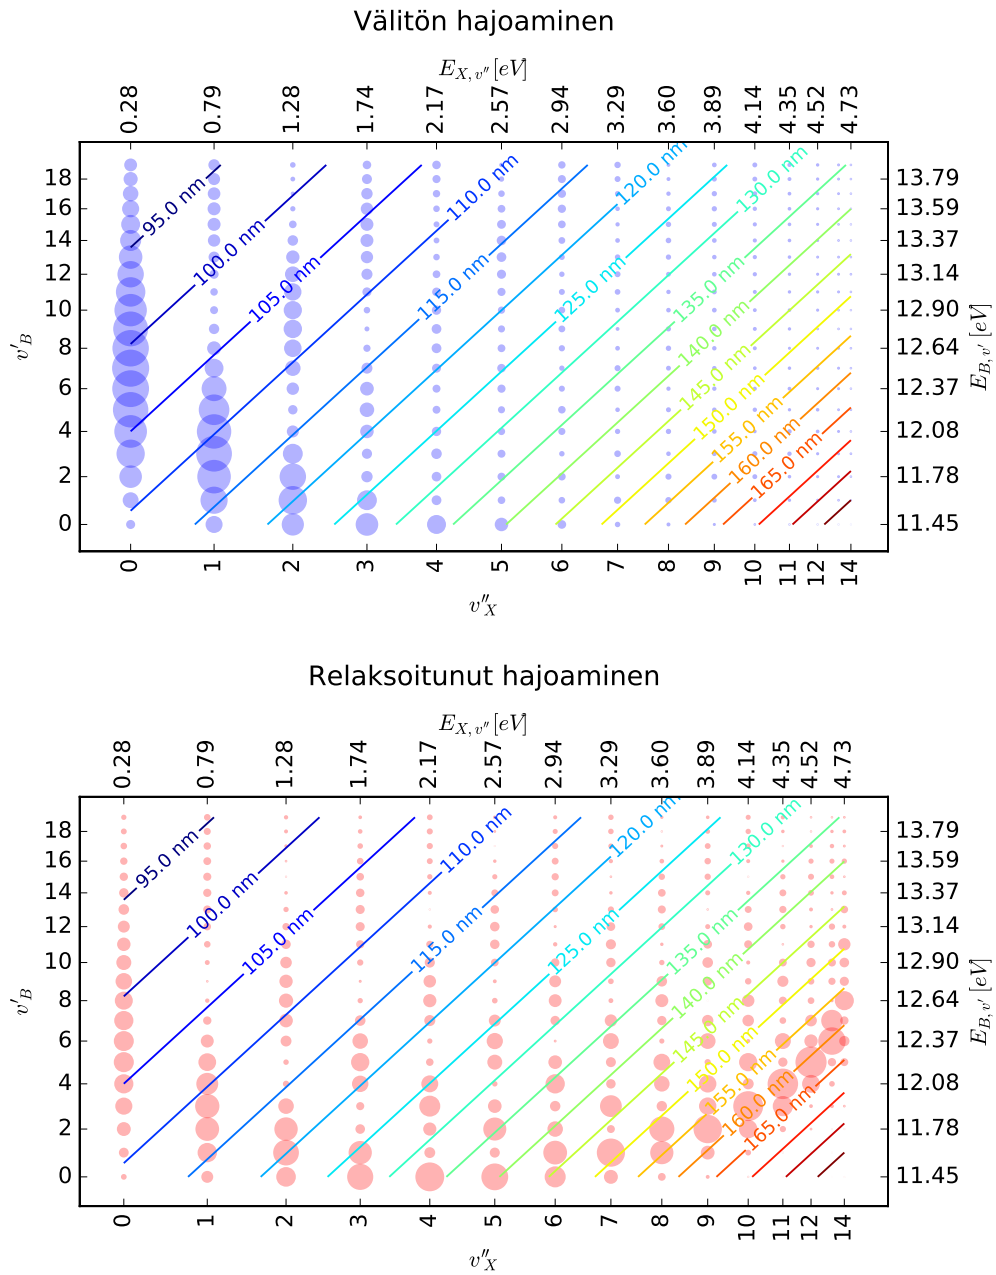 Välitön hajoaminen
E_{X,v''} [eV]
0.28 0.79 1.28 1.74 2.17 2.57 2.94 3.29 3.60 3.89 4.14 4.35 4.52 4.73
18 13.79
16 13.59
14 13.37
12 13.14
10 12.90
8 12.64
6 12.37
4 12.08
2 11.78
0 11.45
v'_B
E_{B,v'} [eV]
95.0 nm
100.0 nm
105.0 nm
110.0 nm
115.0 nm
120.0 nm
125.0 nm
130.0 nm
135.0 nm
140.0 nm
145.0 nm
150.0 nm
155.0 nm
160.0 nm
165.0 nm
0 1 2 3 4 5 6 7 8 9 10 11 12 14
v''_X
Relaksoitunut hajoaminen
E_{X,v''} [eV]
0.28 0.79 1.28 1.74 2.17 2.57 2.94 3.29 3.60 3.89 4.14 4.35 4.52 4.73
18 13.79
16 13.59
14 13.37
12 13.14
10 12.90
8 12.64
6 12.37
4 12.08
2 11.78
0 11.45
v'_B
E_{B,v'} [eV]
95.0 nm
100.0 nm
105.0 nm
110.0 nm
115.0 nm
120.0 nm
125.0 nm
130.0 nm
135.0 nm
140.0 nm
145.0 nm
150.0 nm
155.0 nm
160.0 nm
165.0 nm
0 1 2 3 4 5 6 7 8 9 10 11 12 14
v''_X